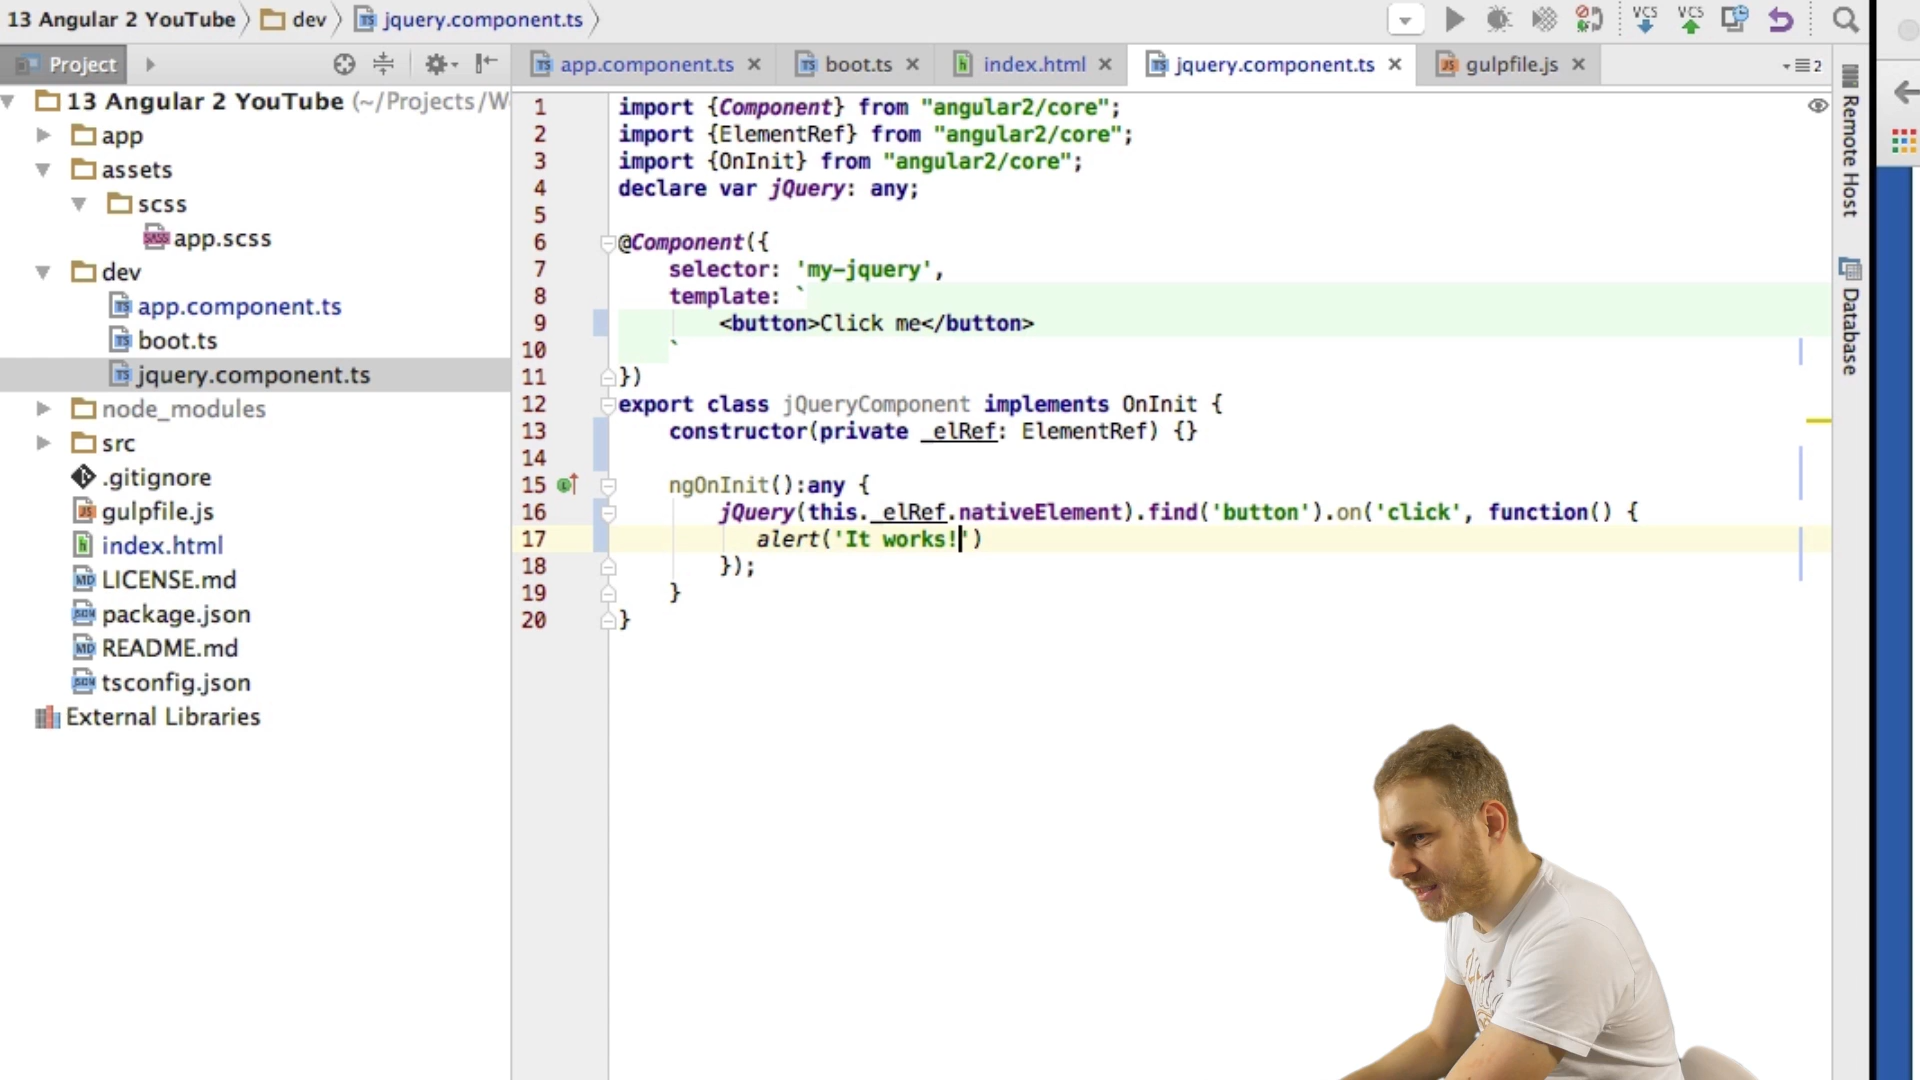 13 Angular 2 YouTube dev jquery.component.ts
VCS VCS
Project
app.component.ts boot.ts index.html jquery.component.ts gulpfile.js 2
13 Angular 2 YouTube (~/Projects/W
app
assets
scss
app.scss
dev
app.component.ts
boot.ts
jquery.component.ts
node_modules
src
.gitignore
gulpfile.js
index.html
LICENSE.md
package.json
README.md
tsconfig.json
External Libraries
1 import {Component} from "angular2/core";
2 import {ElementRef} from "angular2/core";
3 import {OnInit} from "angular2/core";
4 declare var jQuery: any;
5
6 @Component({
7 selector: 'my-jquery',
8 template: `
9 <button>Click me</button>
10 `
11 })
12 export class jQueryComponent implements OnInit {
13 constructor(private _elRef: ElementRef) {}
14
15 ngOnInit():any {
16 jQuery(this._elRef.nativeElement).find('button').on('click', function() {
17 alert('It works!')
18 });
19 }
20 }
Remote Host
Database